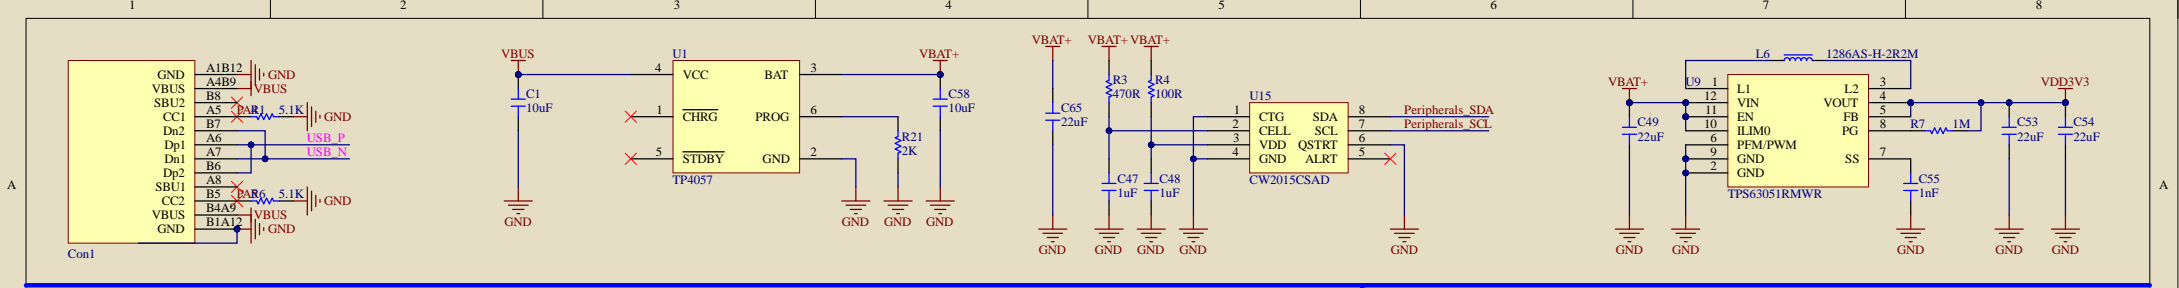 1 2 3 4 5 6 7 8
A
A
GND A1B12 GND
VBUS A4B9 VBUS
SBU2 B8
CC1 A5 R1 5.1K GND
Dn2 B7
Dp1 A6 USB_P
Dn1 A7 USB_N
Dp2 B6
SBU1 A8
CC2 B5 R6 5.1K GND
VBUS B4A9 VBUS
GND B1A12 GND
Con1
VBUS
C1
10uF
GND
U1
4 VCC BAT 3
1 CHRG PROG 6
5 STDBY GND 2
TP4057
GND
R21
2K
GND
VBAT+
C58
10uF
GND
VBAT+
C65
22uF
GND
VBAT+
R3
470R
C47
1uF
GND
VBAT+
R4
100R
C48
1uF
GND
GND
U15
1 CTG SDA 8 Peripherals_SDA
2 CELL SCL 7 Peripherals_SCL
3 VDD QSTRT 6
4 GND ALRT 5
CW2015CSAD
GND
VBAT+
C49
22uF
GND
L6 1286AS-H-2R2M
U9
1 L1 L2 3
12 VIN VOUT 4
11 EN FB 5
10 ILIM0 PG 8
6 PFM/PWM
9 GND SS 7
2 GND
TPS63051RMWR
GND
R7 1M
C55
1nF
GND
VDD3V3
C53
22uF
GND
C54
22uF
GND